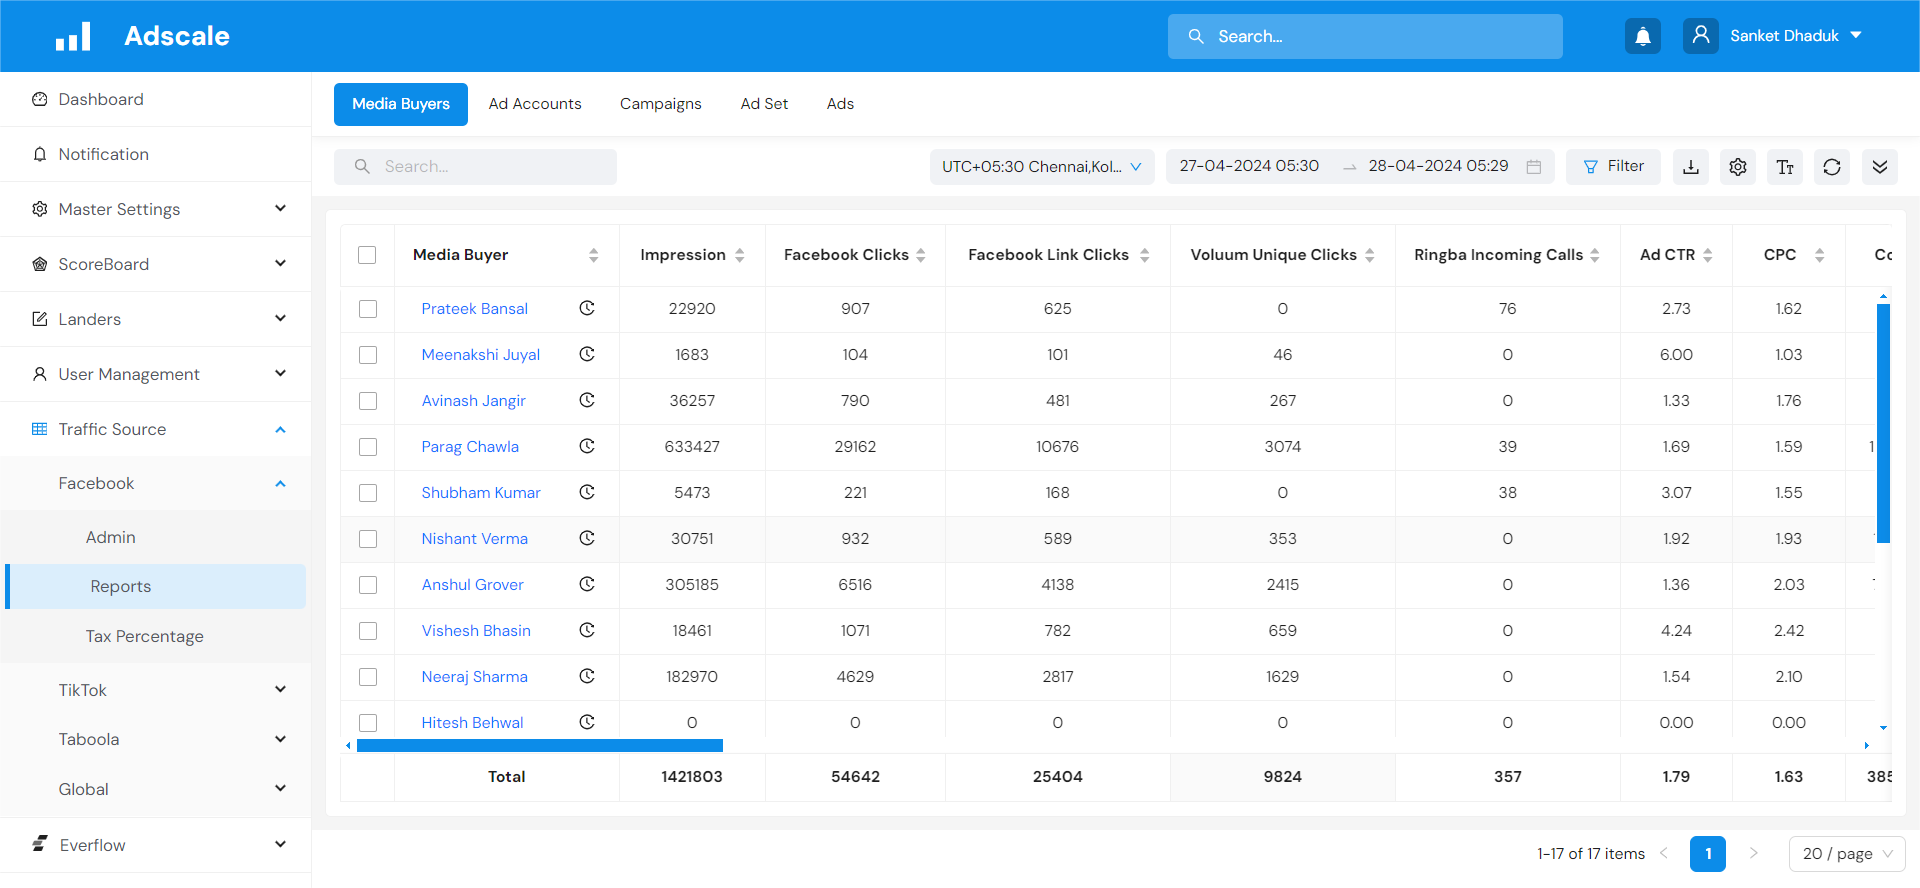 Adscale
Search...
Sanket Dhaduk
Dashboard
Notification
Master Settings
ScoreBoard
Landers
User Management
Traffic Source
Facebook
Admin
Reports
Tax Percentage
TikTok
Taboola
Global
Everflow
Media Buyers Ad Accounts Campaigns Ad Set Ads
Search... UTC+05:30 Chennai,Kol... 27-04-2024 05:30 → 28-04-2024 05:29 Filter
Media Buyer Impression Facebook Clicks Facebook Link Clicks Voluum Unique Clicks Ringba Incoming Calls Ad CTR CPC
Prateek Bansal 22920 907 625 0 76 2.73 1.62
Meenakshi Juyal 1683 104 101 46 0 6.00 1.03
Avinash Jangir 36257 790 481 267 0 1.33 1.76
Parag Chawla 633427 29162 10676 3074 39 1.69 1.59
Shubham Kumar 5473 221 168 0 38 3.07 1.55
Nishant Verma 30751 932 589 353 0 1.92 1.93
Anshul Grover 305185 6516 4138 2415 0 1.36 2.03
Vishesh Bhasin 18461 1071 782 659 0 4.24 2.42
Neeraj Sharma 182970 4629 2817 1629 0 1.54 2.10
Hitesh Behwal 0 0 0 0 0 0.00 0.00
Total 1421803 54642 25404 9824 357 1.79 1.63
1-17 of 17 items 1 20 / page